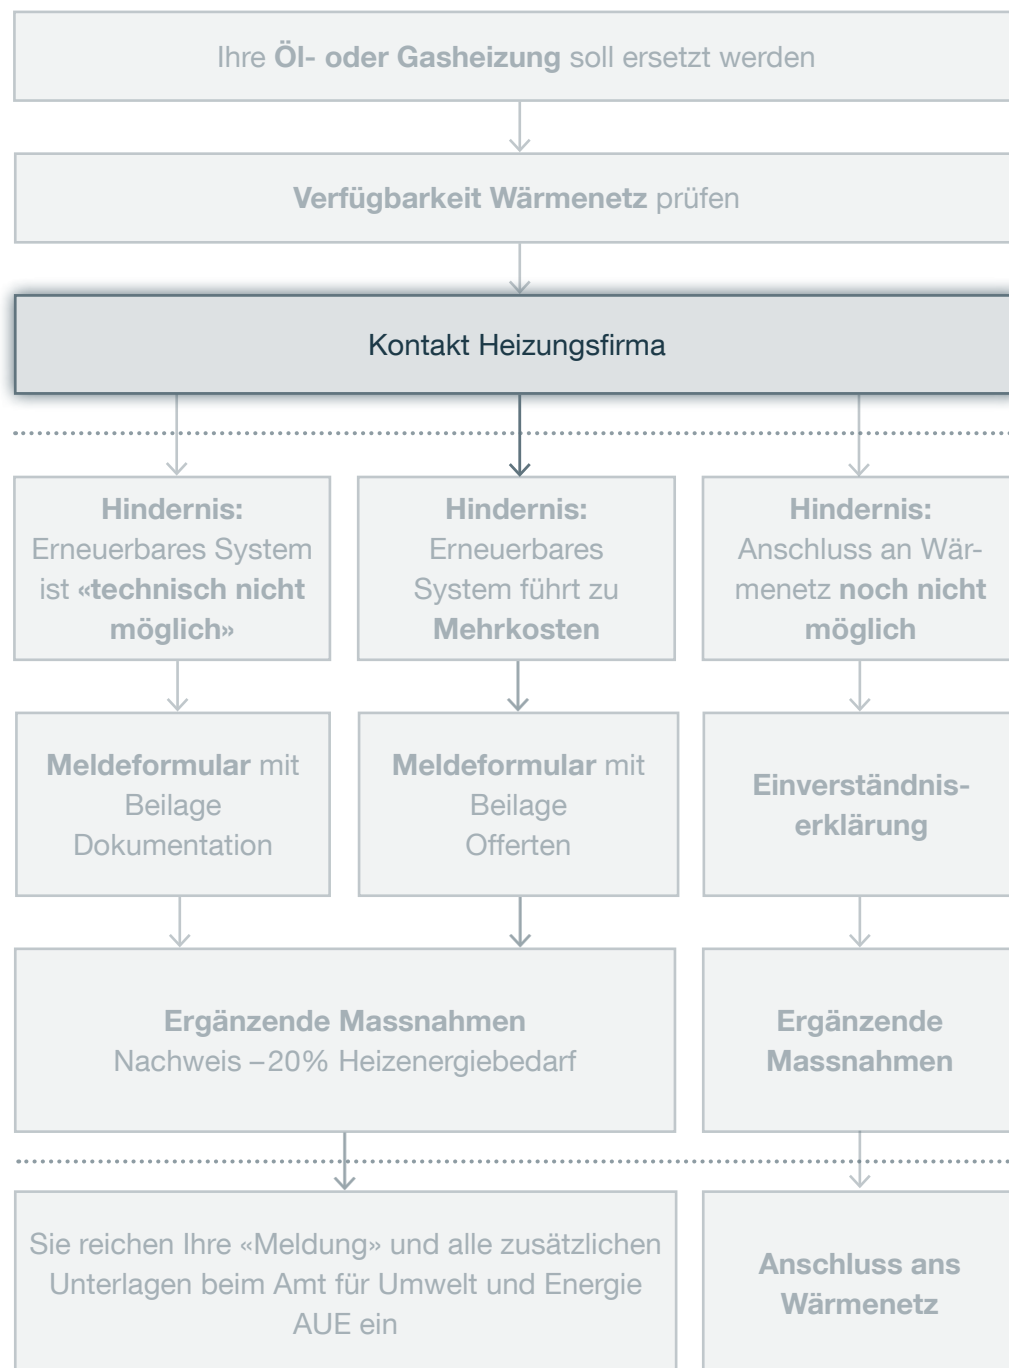 Ihre Öl- oder Gasheizung soll ersetzt werden
Verfügbarkeit Wärmenetz prüfen
Kontakt Heizungsfirma
Hindernis:
Erneuerbares System
ist «technisch nicht
möglich»
Hindernis:
Erneuerbares
System führt zu
Mehrkosten
Hindernis:
Anschluss an Wär-
menetz noch nicht
möglich
Meldeformular mit
Beilage
Dokumentation
Meldeformular mit
Beilage
Offerten
Einverständnis-
erklärung
Ergänzende Massnahmen
Nachweis –20% Heizenergiebedarf
Ergänzende
Massnahmen
Sie reichen Ihre «Meldung» und alle zusätzlichen
Unterlagen beim Amt für Umwelt und Energie
AUE ein
Anschluss ans
Wärmenetz